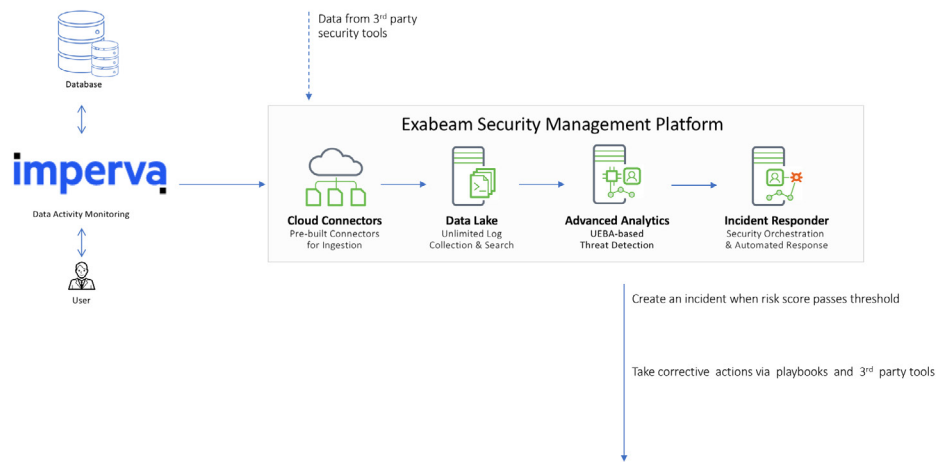 Data from 3rd party
security tools
Database
Exabeam Security Management Platform
imperva
Data Activity Monitoring
Cloud Connectors
Pre-built Connectors
for Ingestion
Data Lake
Unlimited Log
Collection & Search
Advanced Analytics
UEBA-based
Threat Detection
Incident Responder
Security Orchestration
& Automated Response
User
Create an incident when risk score passes threshold
Take corrective actions via playbooks and 3rd party tools